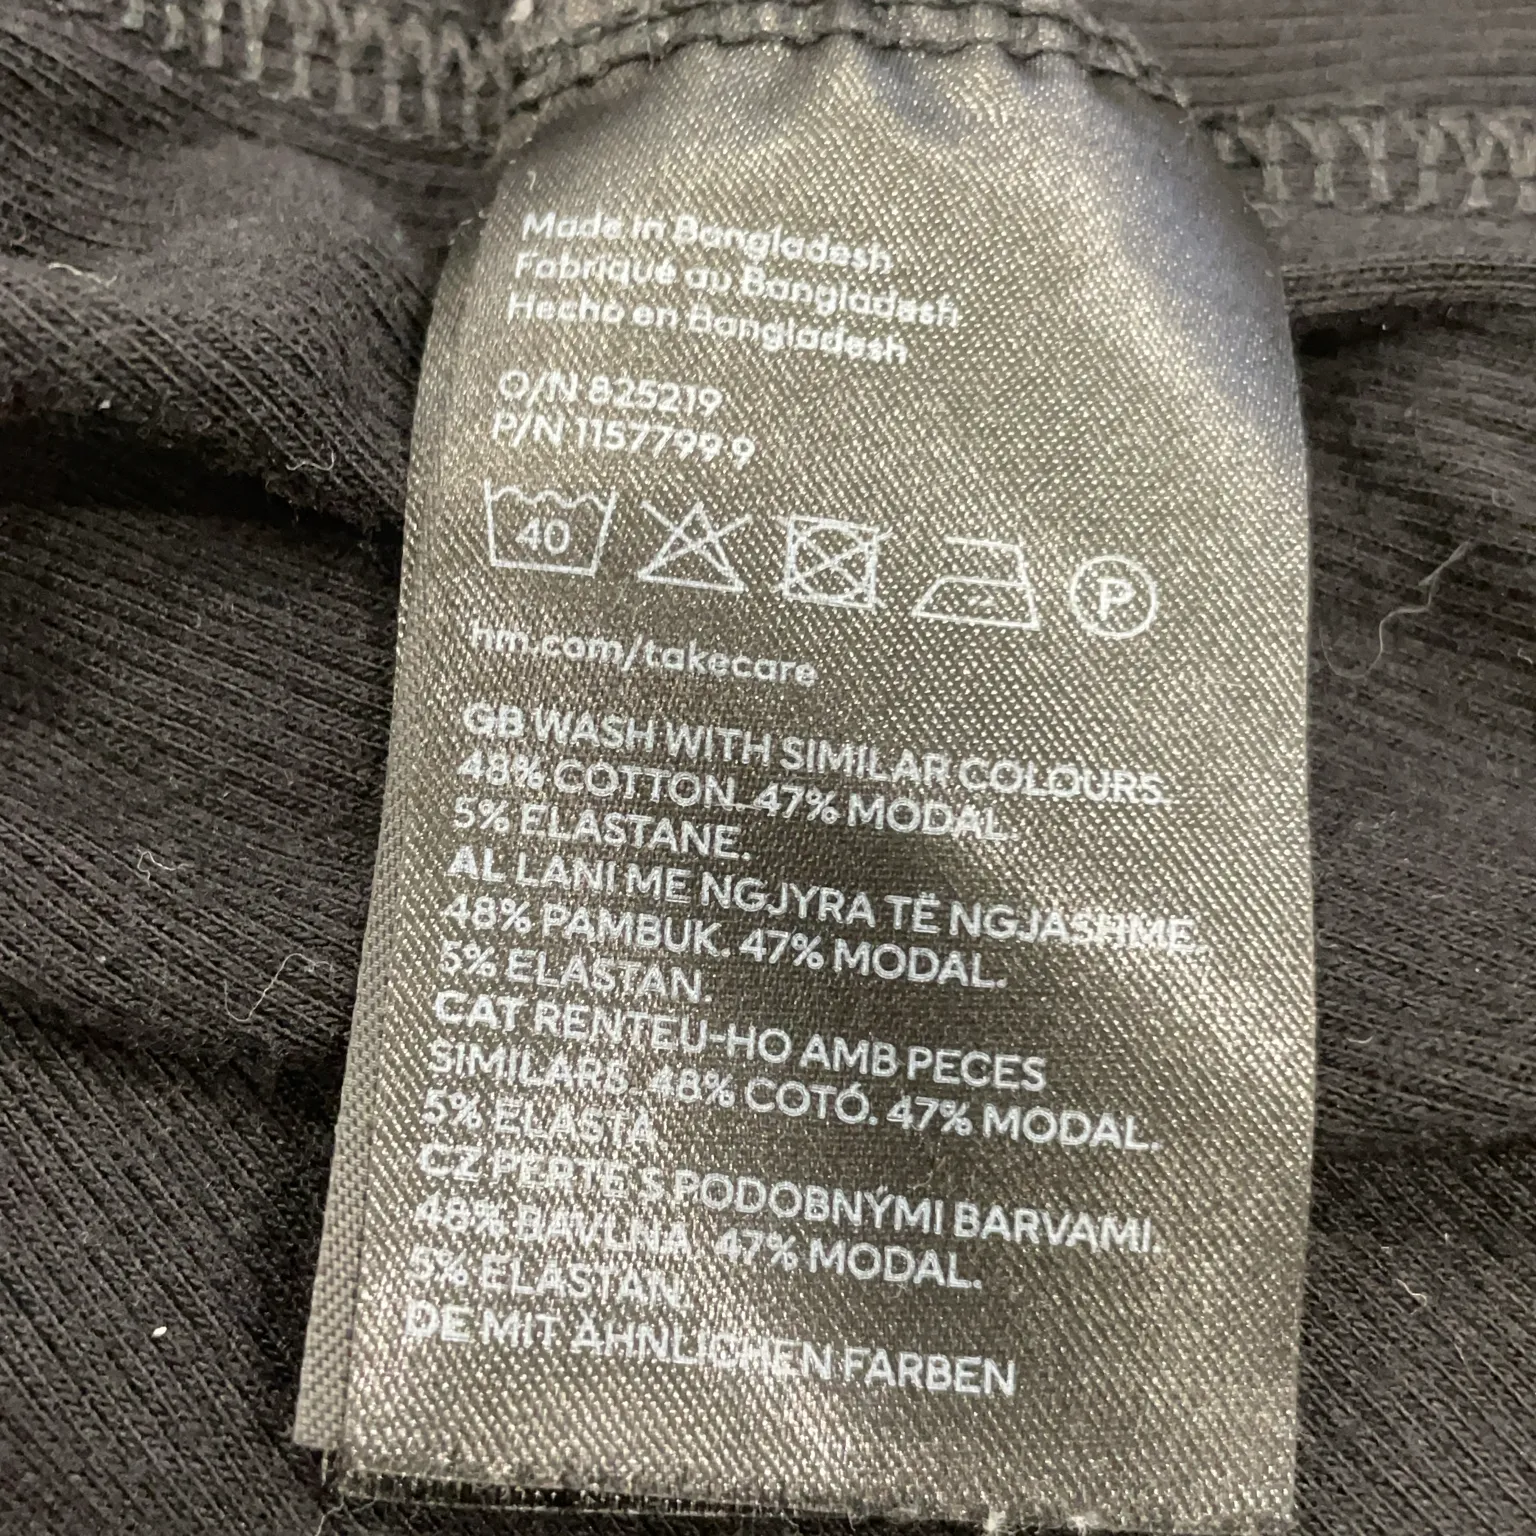 Made in Bangladesh
Fabriqué au Bangladesh
Hecho en Bangladesh
O/N 825219
P/N 1157799 9
40
P
hm.com/takecare
GB WASH WITH SIMILAR COLOURS.
48% COTTON. 47% MODAL.
5% ELASTANE.
AL LANI ME NGJYRA TË NGJASHME.
48% PAMBUK. 47% MODAL.
5% ELASTAN.
CAT RENTEU-HO AMB PECES
SIMILARS. 48% COTÓ. 47% MODAL.
5% ELASTÀ
CZ PERTE S PODOBNÝMI BARVAMI.
48% BAVLNA. 47% MODAL.
5% ELASTAN.
DE MIT ÄHNLICHEN FARBEN